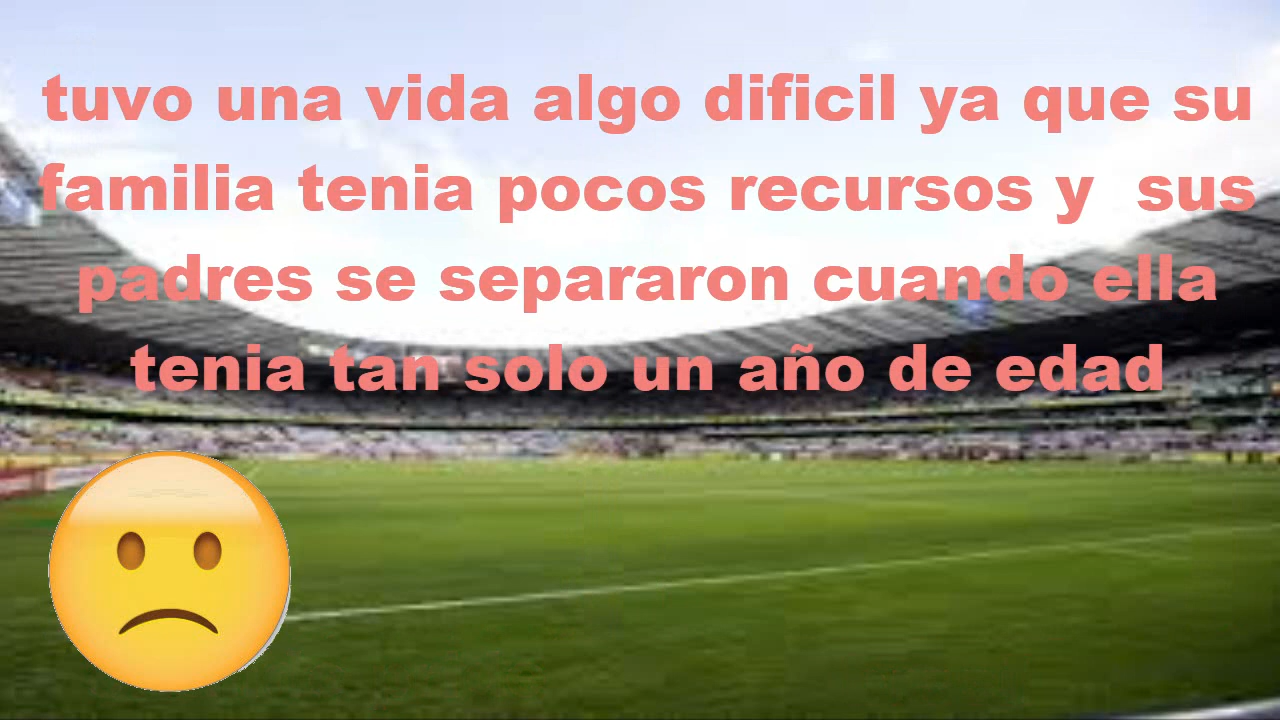 tuvo una vida algo dificil ya que su
familia tenia pocos recursos y  sus
padres se separaron cuando ella
tenia tan solo un año de edad